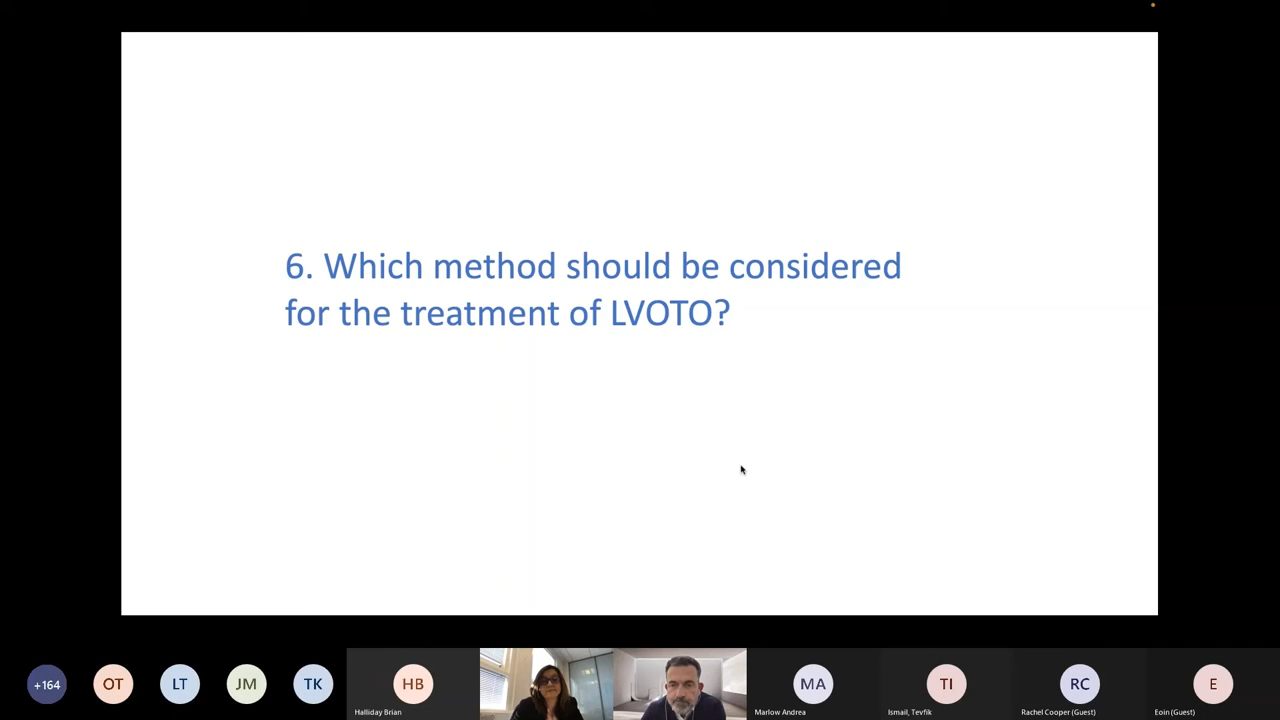 6. Which method should be considered
for the treatment of LVOTO?
+164
OT
LT
JM
TK
HB
MA
TI
RC
E
Halliday Brian
Marlow Andrea
Ismail, Tevfik
Rachel Cooper (Guest)
Eoin (Guest)